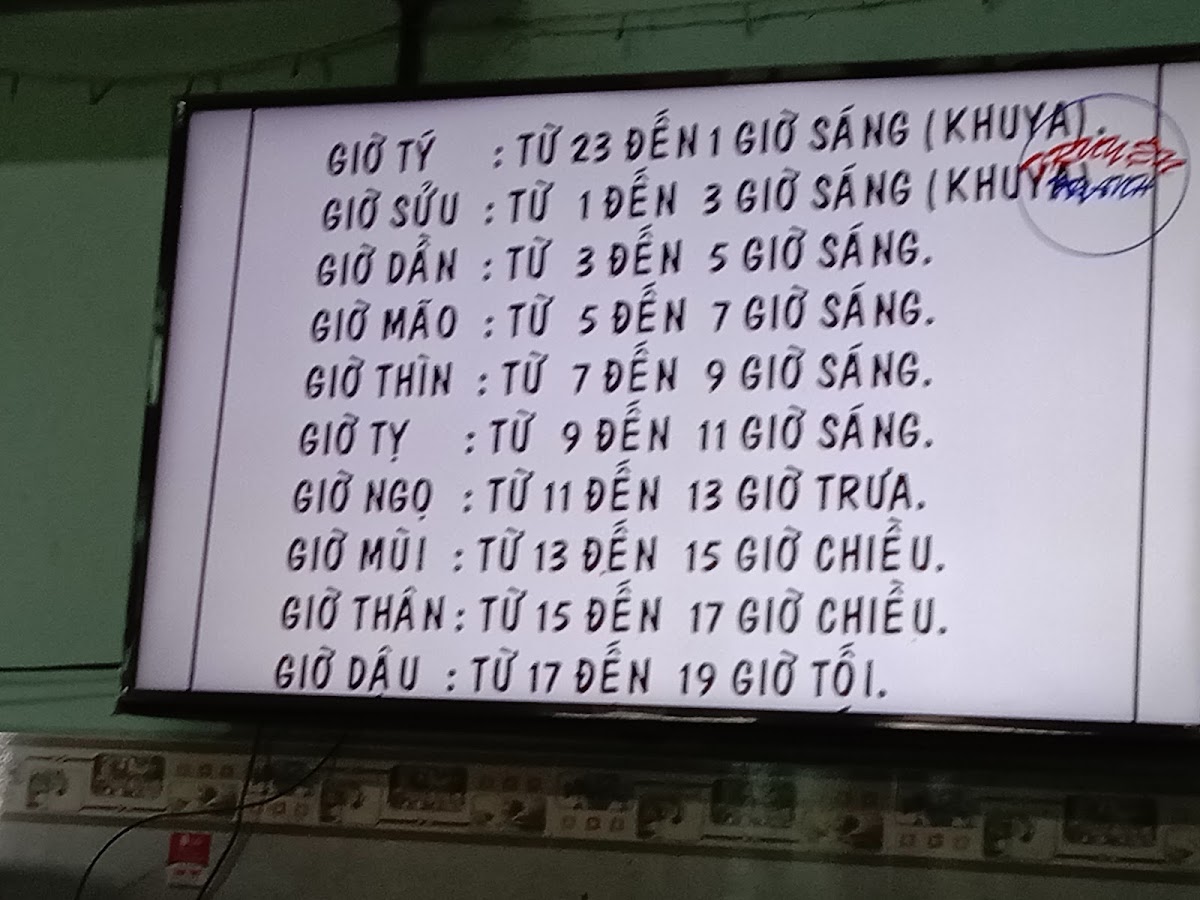 GIỜ TÝ : TỪ 23 ĐẾN 1 GIỜ SÁNG (KHUYA).
GIỜ SỬU : TỪ 1 ĐẾN 3 GIỜ SÁNG (KHUYA)
GIỜ DẦN : TỪ 3 ĐẾN 5 GIỜ SÁNG.
GIỜ MÃO : TỪ 5 ĐẾN 7 GIỜ SÁNG.
GIỜ THÌN : TỪ 7 ĐẾN 9 GIỜ SÁNG.
GIỜ TỴ : TỪ 9 ĐẾN 11 GIỜ SÁNG.
GIỜ NGỌ : TỪ 11 ĐẾN 13 GIỜ TRƯA.
GIỜ MÙI : TỪ 13 ĐẾN 15 GIỜ CHIỀU.
GIỜ THÂN : TỪ 15 ĐẾN 17 GIỜ CHIỀU.
GIỜ DẬU : TỪ 17 ĐẾN 19 GIỜ TỐI.